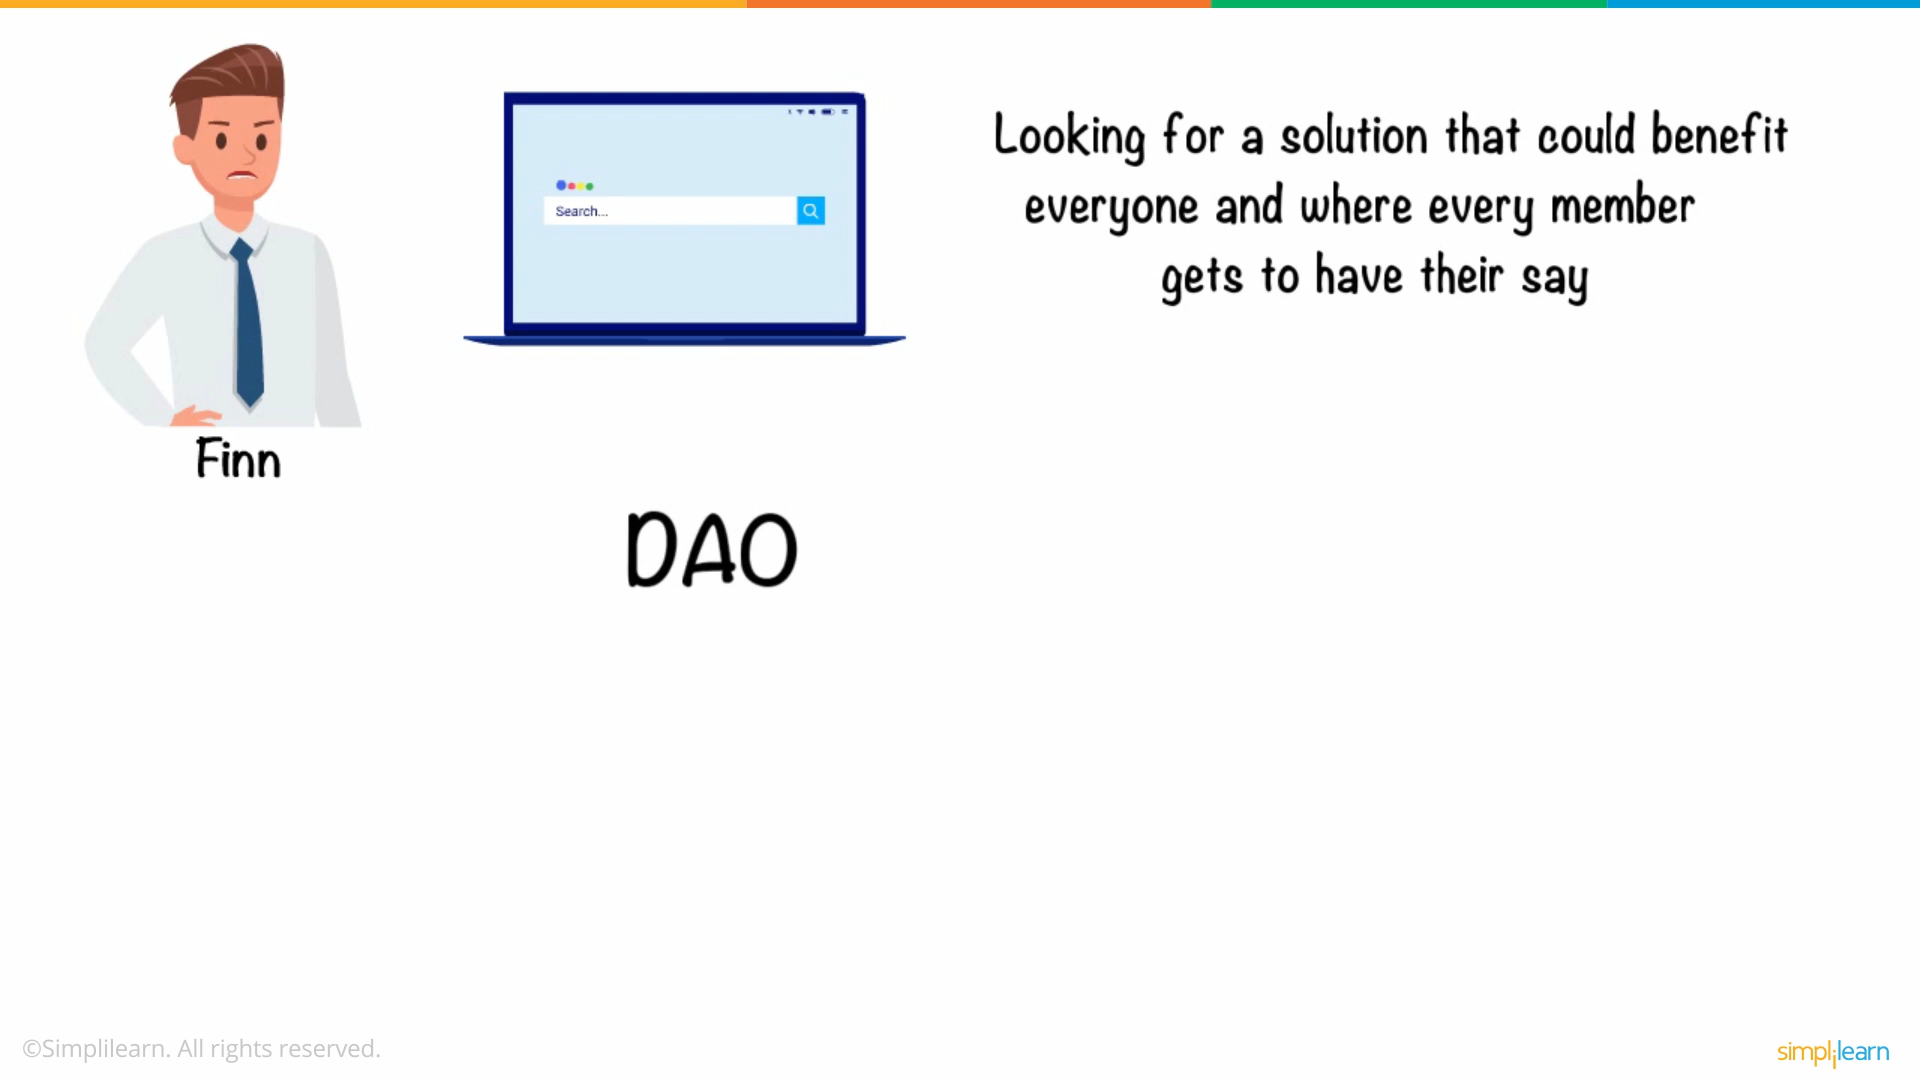 Looking for a solution that could benefit
everyone and where every member
gets to have their say
Search...
Finn
DAO
©Simplilearn. All rights reserved.
simplilearn